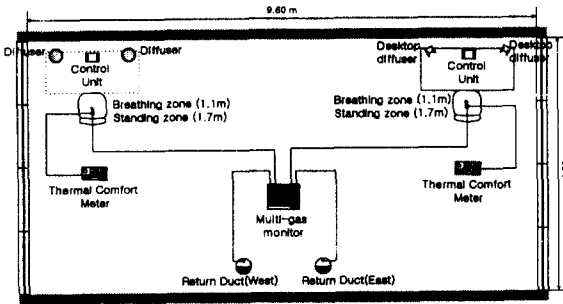 9.60 m
Diffuser
Diffuser
Control
Unit
Breathing zone (1.1m)
Standing zone (1.7m)
Thermal Comfort
Meter
Desktop
diffuser
Desktop
diffuser
Control
Unit
Breathing zone (1.1m)
Standing zone (1.7m)
Thermal Comfort
Meter
Multi-gas
monitor
Return Duct(West)
Return Duct(East)